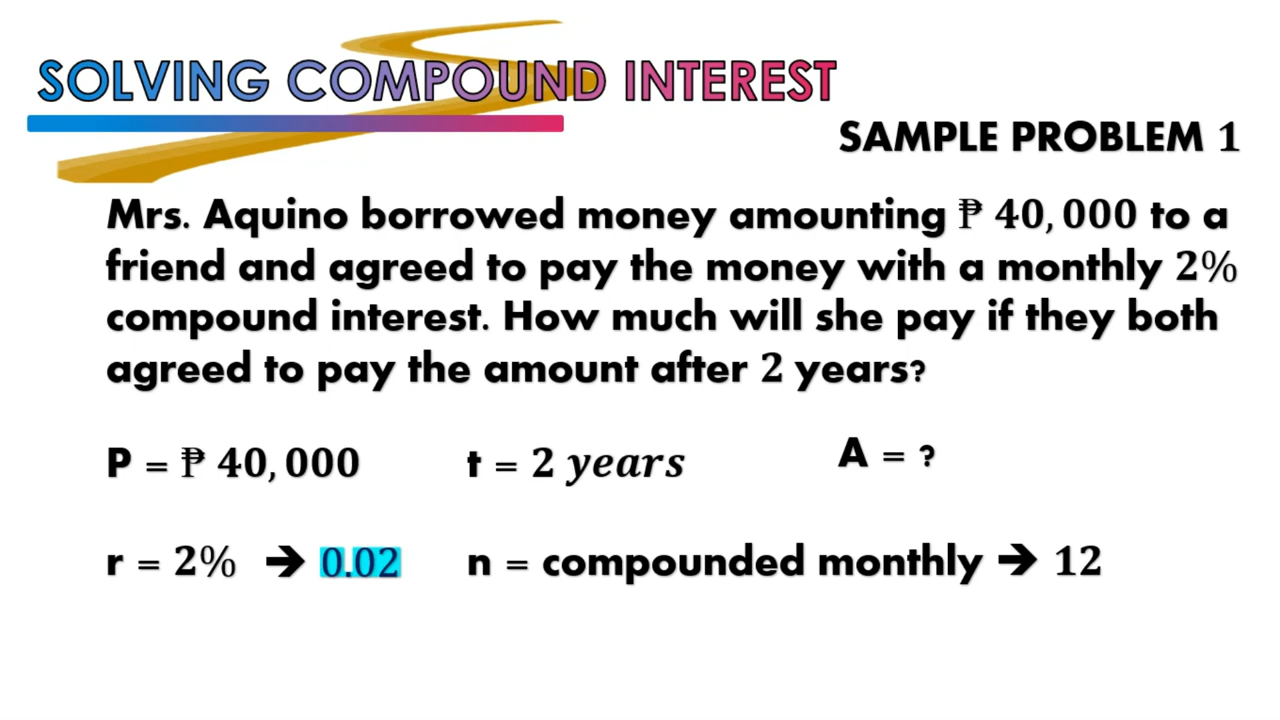 SOLVING COMPOUND INTEREST
SAMPLE PROBLEM 1
Mrs. Aquino borrowed money amounting ₱ 40,000 to a
friend and agreed to pay the money with a monthly 2%
compound interest. How much will she pay if they both
agreed to pay the amount after 2 years?
P = ₱ 40,000 t = 2 years A = ?
r = 2% ➔ 0.02 n = compounded monthly ➔ 12